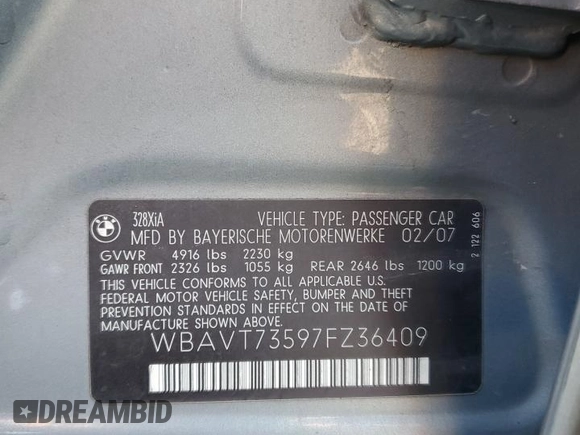 328XiA VEHICLE TYPE: PASSENGER CAR
MFD BY BAYERISCHE MOTORENWERKE 02/07
GVWR 4916 lbs 2230 kg
GAWR FRONT 2326 lbs 1055 kg REAR 2646 lbs 1200 kg
THIS VEHICLE CONFORMS TO ALL APPLICABLE U.S.
FEDERAL MOTOR VEHICLE SAFETY, BUMPER AND THEFT
PREVENTION STANDARDS IN EFFECT ON THE DATE OF
MANUFACTURE SHOWN ABOVE.
WBAVT73597FZ36409
2 122 606
BMW
DREAMBID